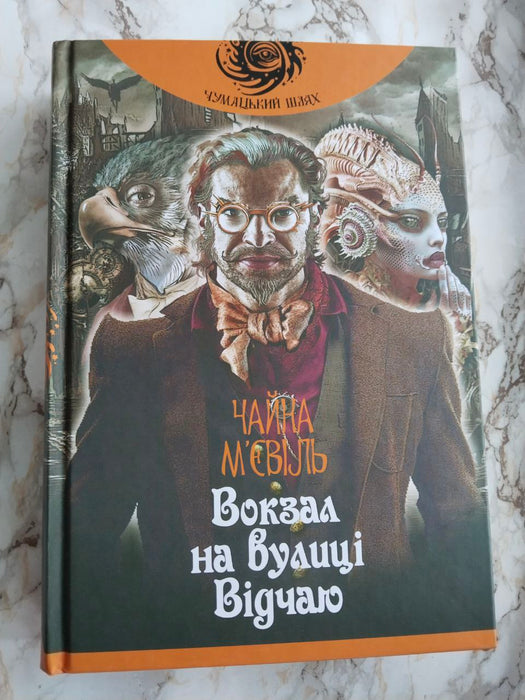 ЧУМАЦЬКИЙ ШЛЯХ
ЧАЙНА
М'ЄВІЛЬ
Вокзал
на вулиці
Відчаю